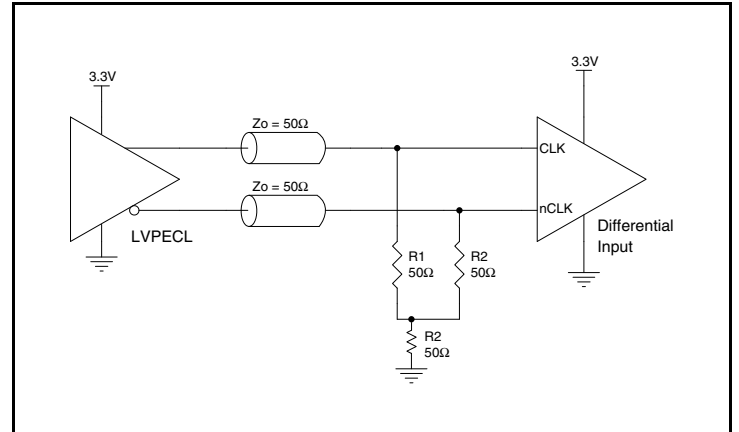 3.3V
3.3V
Zo = 50Ω
CLK
Zo = 50Ω
nCLK
LVPECL
Differential
Input
R1
50Ω
R2
50Ω
R2
50Ω